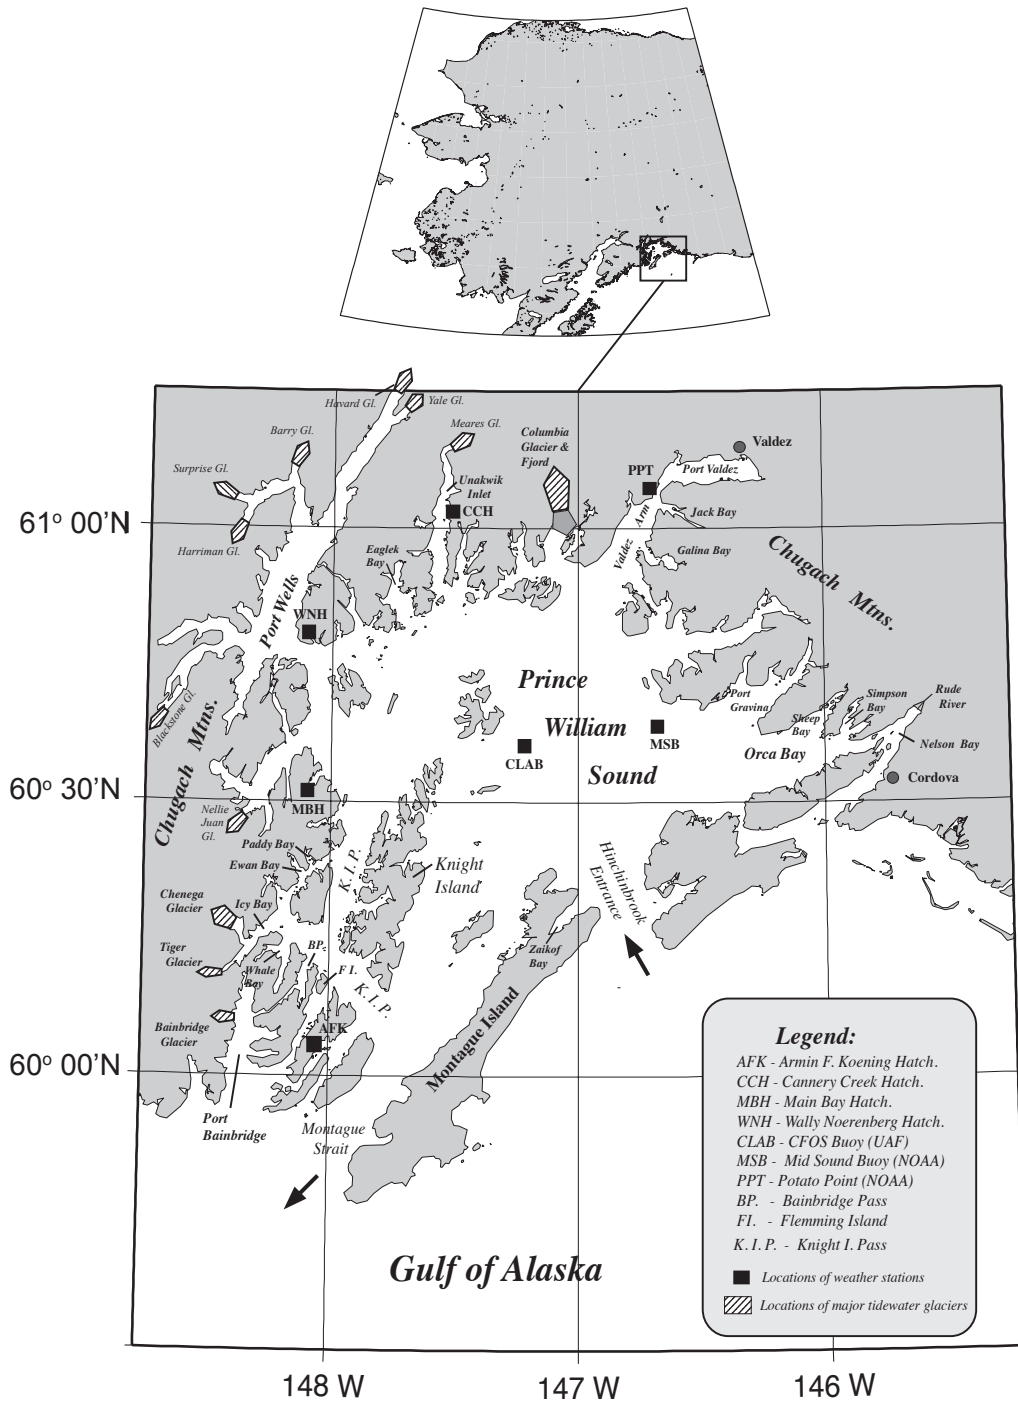 Havard Gl.
Yale Gl.
Barry Gl.
Meares Gl.
Columbia
Glacier &
Fjord
Valdez
Surprise Gl.
PPT
Port Valdez
Unakwik
Inlet
CCH
Jack Bay
61o 00’N
Harriman Gl.
Eaglek
Bay
Valdez Arm
Galina Bay
Chugach Mtns.
Port Wells
WNH
Prince
William
Sound
Port
Gravina
Simpson
Bay
Rude
River
Sheep
Bay
Blackstone Gl.
Chugach Mtns.
CLAB
MSB
Orca Bay
Nelson Bay
Cordova
60o 30’N
MBH
Nellie
Juan
Gl.
Paddy Bay
Ewan Bay
K.I.P.
Knight
Island
Hinchinbrook
Entrance
Chenega
Glacier
Icy Bay
Tiger
Glacier
BP.
Whale
Bay
F I.
K.I.P.
Zaikof
Bay
Bainbridge
Glacier
AFK
Montague Island
60o 00’N
Port
Bainbridge
Montague
Strait
Gulf of Alaska
Legend:
AFK - Armin F. Koening Hatch.
CCH - Cannery Creek Hatch.
MBH - Main Bay Hatch.
WNH - Wally Noerenberg Hatch.
CLAB - CFOS Buoy (UAF)
MSB - Mid Sound Buoy (NOAA)
PPT - Potato Point (NOAA)
BP. - Bainbridge Pass
FI. - Flemming Island
K. I. P. - Knight I. Pass
Locations of weather stations
Locations of major tidewater glaciers
148 W
147 W
146 W